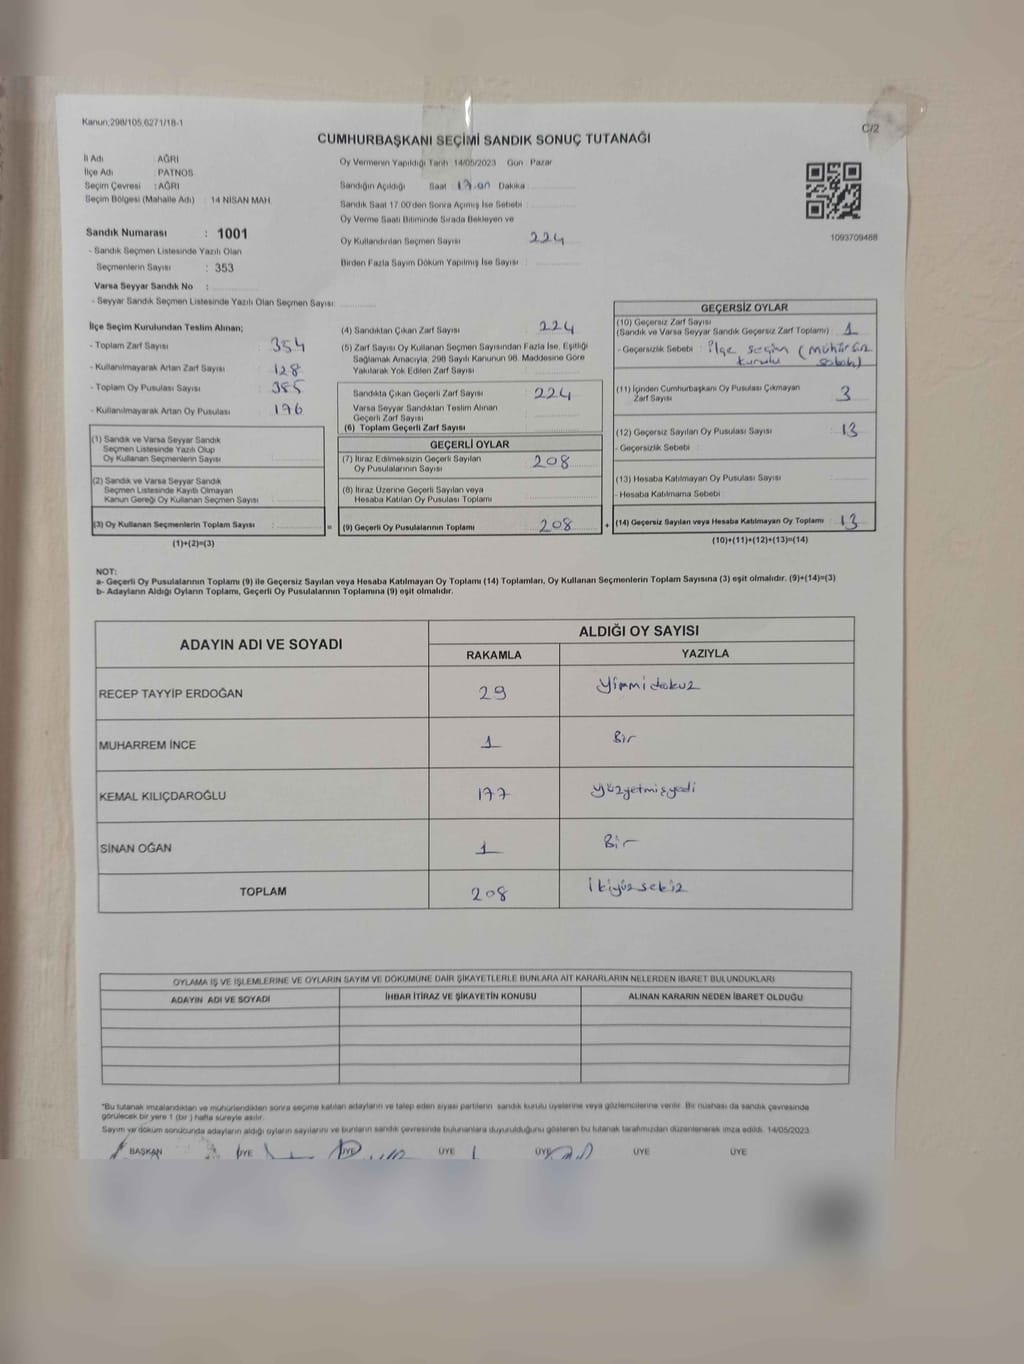 Kanun;298/105,6271/18-1
C/2
CUMHURBAŞKANI SEÇİMİ SANDIK SONUÇ TUTANAĞI
İl Adı : AĞRI
İlçe Adı : PATNOS
Seçim Çevresi : AĞRI
Seçim Bölgesi (Mahalle Adı) : 14 NİSAN MAH.
Sandık Numarası : 1001
- Sandık Seçmen Listesinde Yazılı Olan
Seçmenlerin Sayısı : 353
Varsa Seyyar Sandık No :
- Seyyar Sandık Seçmen Listesinde Yazılı Olan Seçmen Sayısı:
Oy Vermenin Yapıldığı Tarih 14/05/2023 Gün Pazar
Sandığın Açıldığı Saat 17.00 Dakika
Sandık Saat 17:00'den Sonra Açılmış İse Sebebi :
Oy Verme Saati Bitiminde Sırada Bekleyen ve
Oy Kullandırılan Seçmen Sayısı 224
Birden Fazla Sayım Döküm Yapılmış İse Sayısı :
1093709488
İlçe Seçim Kurulundan Teslim Alınan;
- Toplam Zarf Sayısı : 354
- Kullanılmayarak Artan Zarf Sayısı : 128
- Toplam Oy Pusulası Sayısı : 385
- Kullanılmayarak Artan Oy Pusulası : 176
(1) Sandık ve Varsa Seyyar Sandık
Seçmen Listesinde Yazılı Olup
Oy Kullanan Seçmenlerin Sayısı :
(2) Sandık ve Varsa Seyyar Sandık
Seçmen Listesinde Kayıtlı Olmayan
Kanun Gereği Oy Kullanan Seçmen Sayısı :
(3) Oy Kullanan Seçmenlerin Toplam Sayısı :
(1)+(2)=(3)
(4) Sandıktan Çıkan Zarf Sayısı : 224
(5) Zarf Sayısı Oy Kullanan Seçmen Sayısından Fazla İse, Eşitliği
Sağlamak Amacıyla, 298 Sayılı Kanunun 98. Maddesine Göre
Yakılarak Yok Edilen Zarf Sayısı :
Sandıkta Çıkan Geçerli Zarf Sayısı : 224
Varsa Seyyar Sandıktan Teslim Alınan
Geçerli Zarf Sayısı :
(6) Toplam Geçerli Zarf Sayısı :
GEÇERLİ OYLAR
(7) İtiraz Edilmeksizin Geçerli Sayılan
Oy Pusulalarının Sayısı : 208
(8) İtiraz Üzerine Geçerli Sayılan veya
Hesaba Katılan Oy Pusulası Toplamı :
= (9) Geçerli Oy Pusulalarının Toplamı : 208
GEÇERSİZ OYLAR
(10) Geçersiz Zarf Sayısı
(Sandık ve Varsa Seyyar Sandık Geçersiz Zarf Toplamı) : 1
- Geçersizlik Sebebi : ilçe seçim (mühürsüz
kurulu
(11) İçinden Cumhurbaşkanı Oy Pusulası Çıkmayan
Zarf Sayısı : 3
(12) Geçersiz Sayılan Oy Pusulası Sayısı : 13
- Geçersizlik Sebebi :
(13) Hesaba Katılmayan Oy Pusulası Sayısı :
- Hesaba Katılmama Sebebi :
+ (14) Geçersiz Sayılan veya Hesaba Katılmayan Oy Toplamı : 13
(10)+(11)+(12)+(13)=(14)
NOT:
a- Geçerli Oy Pusulalarının Toplamı (9) ile Geçersiz Sayılan veya Hesaba Katılmayan Oy Toplamı (14) Toplamları, Oy Kullanan Seçmenlerin Toplam Sayısına (3) eşit olmalıdır. (9)+(14)=(3)
b- Adayların Aldığı Oyların Toplamı, Geçerli Oy Pusulalarının Toplamına (9) eşit olmalıdır.
ADAYIN ADI VE SOYADI ALDIĞI OY SAYISI
RAKAMLA YAZIYLA
RECEP TAYYİP ERDOĞAN 29 Yirmidokuz
MUHARREM İNCE 1 Bir
KEMAL KILIÇDAROĞLU 177 yüzyetmişyedi
SİNAN OĞAN 1 Bir
TOPLAM 208 ikiyüzsekiz
OYLAMA İŞ VE İŞLEMLERİNE VE OYLARIN SAYIM VE DÖKÜMÜNE DAİR ŞİKAYETLERLE BUNLARA AİT KARARLARIN NELERDEN İBARET BULUNDUKLARI
ADAYIN ADI VE SOYADI İHBAR İTİRAZ VE ŞİKAYETİN KONUSU ALINAN KARARIN NEDEN İBARET OLDUĞU
*Bu tutanak imzalandıktan ve mühürlendikten sonra seçime katılan adayların ve talep eden siyasi partilerin sandık kurulu üyelerine veya gözlemcilerine verilir. Bir nüshası da sandık çevresinde
görülecek bir yere 1 (bir) hafta süreyle asılır.
Sayım ve döküm sonucunda adayların aldığı oyların sayılarını ve bunların sandık çevresinde bulunanlara duyurulduğunu gösteren bu tutanak tarafımızdan düzenlenerek imza edildi. 14/05/2023
BAŞKAN ÜYE ÜYE ÜYE ÜYE ÜYE ÜYE